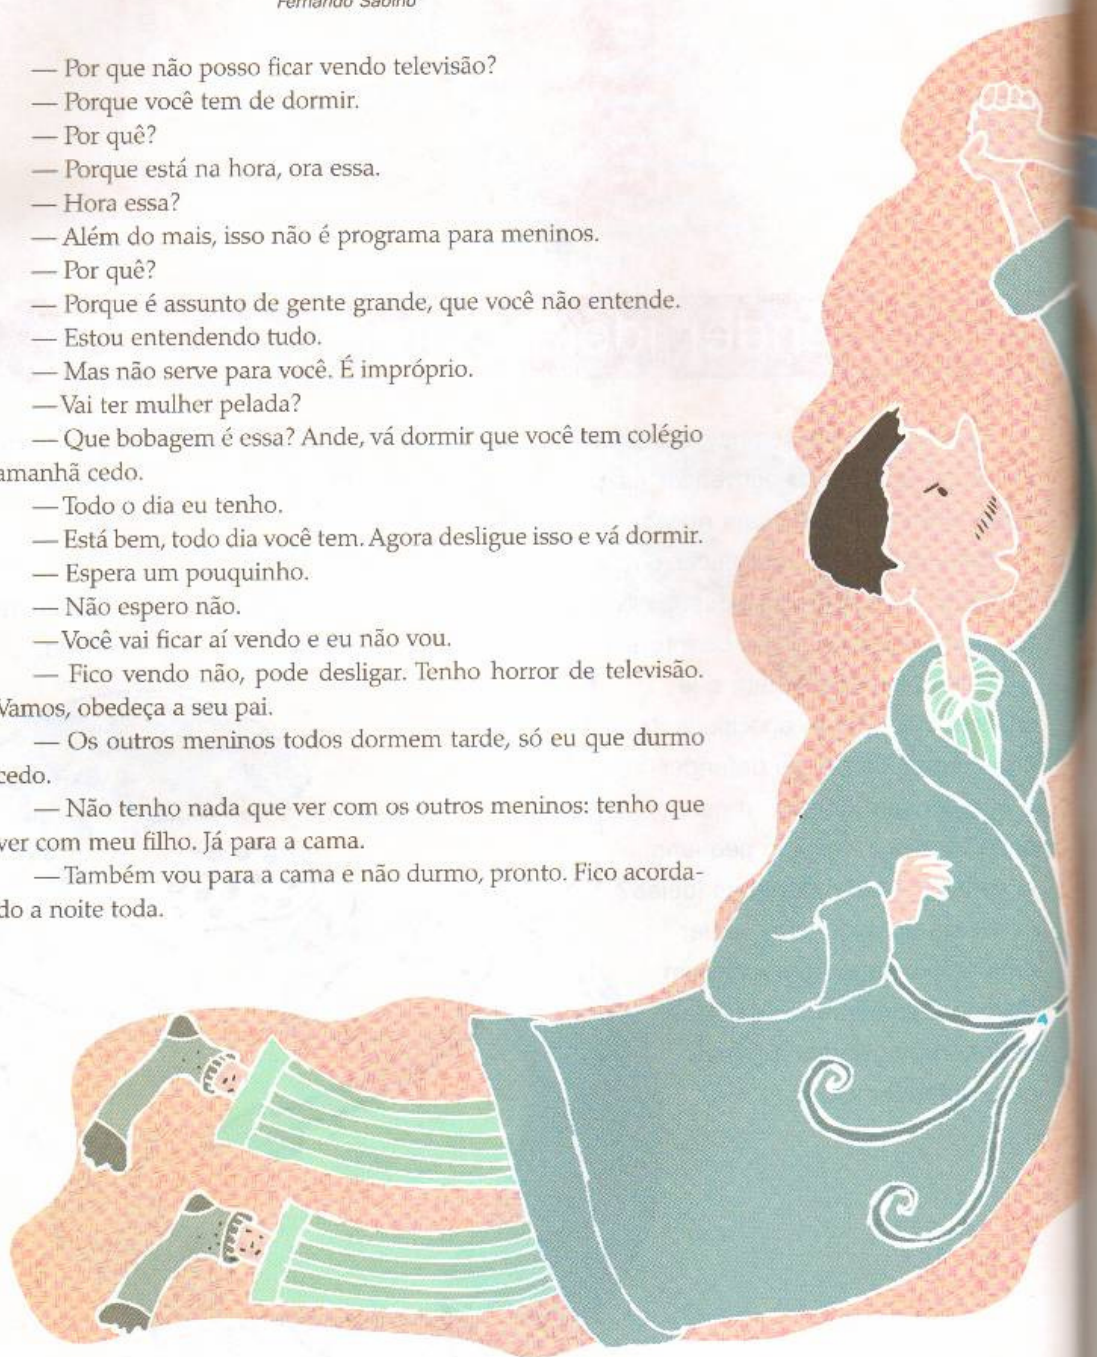 Fernando Sabino
— Por que não posso ficar vendo televisão?
— Porque você tem de dormir.
— Por quê?
— Porque está na hora, ora essa.
— Hora essa?
— Além do mais, isso não é programa para meninos.
— Por quê?
— Porque é assunto de gente grande, que você não entende.
— Estou entendendo tudo.
— Mas não serve para você. É impróprio.
— Vai ter mulher pelada?
— Que bobagem é essa? Ande, vá dormir que você tem colégio
amanhã cedo.
— Todo o dia eu tenho.
— Está bem, todo dia você tem. Agora desligue isso e vá dormir.
— Espera um pouquinho.
— Não espero não.
— Você vai ficar aí vendo e eu não vou.
— Fico vendo não, pode desligar. Tenho horror de televisão.
Vamos, obedeça a seu pai.
— Os outros meninos todos dormem tarde, só eu que durmo
cedo.
— Não tenho nada que ver com os outros meninos: tenho que
ver com meu filho. Já para a cama.
— Também vou para a cama e não durmo, pronto. Fico acorda-
do a noite toda.